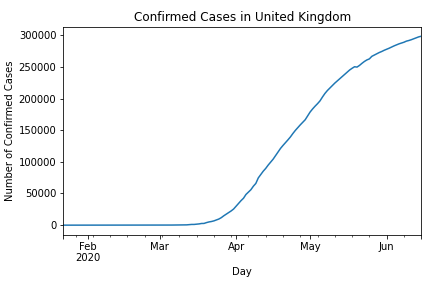 Confirmed Cases in United Kingdom
Number of Confirmed Cases
300000
250000
200000
150000
100000
50000
0
Feb
2020
Mar
Apr
May
Jun
Day